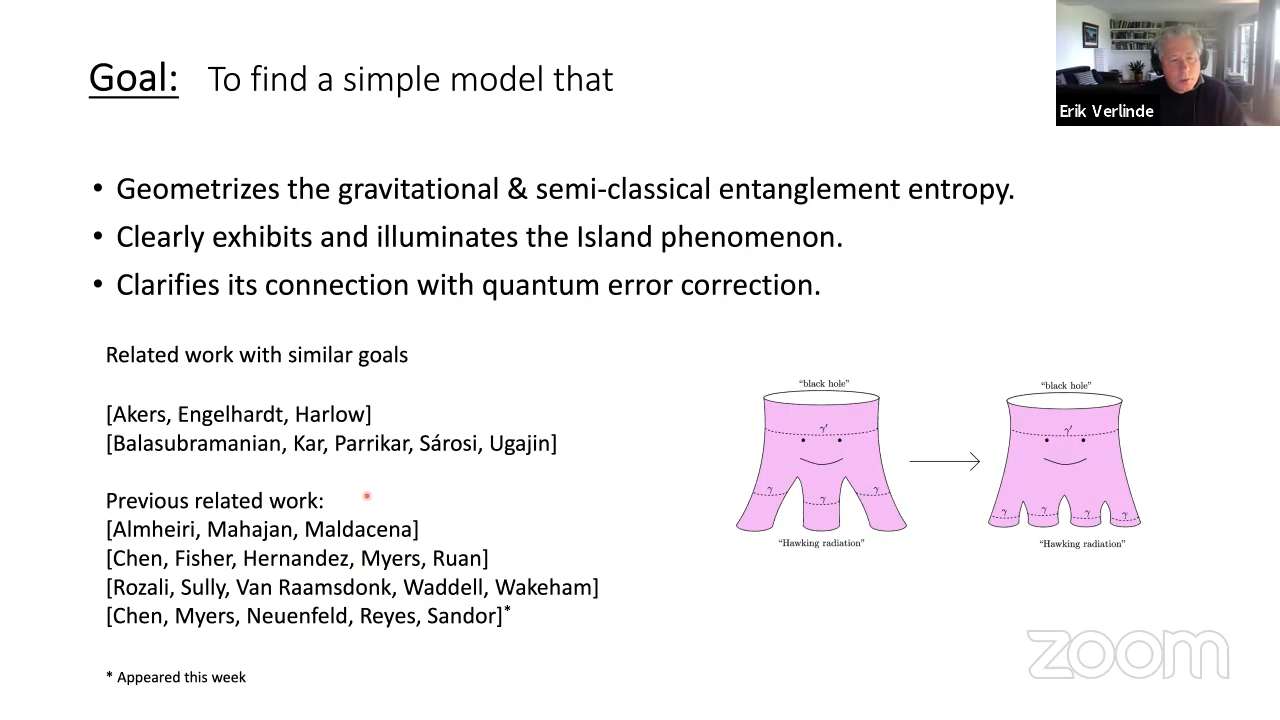 Goal: To find a simple model that
Erik Verlinde
• Geometrizes the gravitational & semi-classical entanglement entropy.
• Clearly exhibits and illuminates the Island phenomenon.
• Clarifies its connection with quantum error correction.
Related work with similar goals
[Akers, Engelhardt, Harlow]
[Balasubramanian, Kar, Parrikar, Sárosi, Ugajin]
Previous related work:
[Almheiri, Mahajan, Maldacena]
[Chen, Fisher, Hernandez, Myers, Ruan]
[Rozali, Sully, Van Raamsdonk, Waddell, Wakeham]
[Chen, Myers, Neuenfeld, Reyes, Sandor]*
* Appeared this week
“black hole”
γ′
γ γ γ
“Hawking radiation”
“black hole”
γ′
γ γ γ γ
“Hawking radiation”
zoom